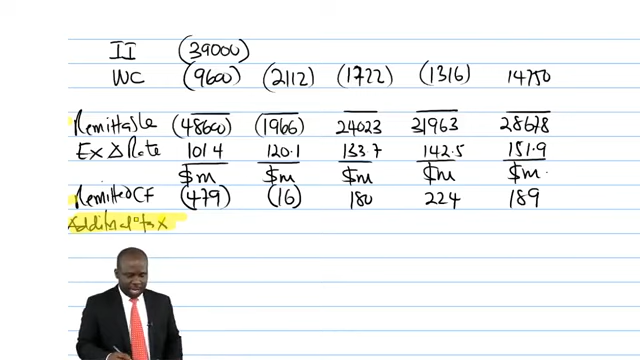 II (39000)
WC (9600) (2112) (1722) (1316) 14750
Remittable (48600) (1966) 24023 31963 28678
Ex Δ Rate 101.4 120.1 133.7 142.5 151.9
$m $m $m $m $m
Remitted CF (479) (16) 180 224 189
Additional tax